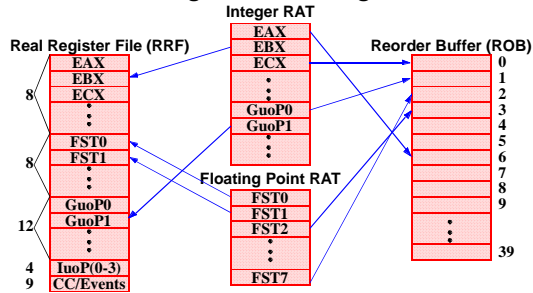 Integer RAT
Real Register File (RRF)
EAX
EBX
ECX
8
FST0
FST1
8
GuoP0
GuoP1
12
4 IuoP(0-3)
9 CC/Events
EAX
EBX
ECX
GuoP0
GuoP1
Floating Point RAT
FST0
FST1
FST2
FST7
Reorder Buffer (ROB)
0
1
2
3
4
5
6
7
8
9
39